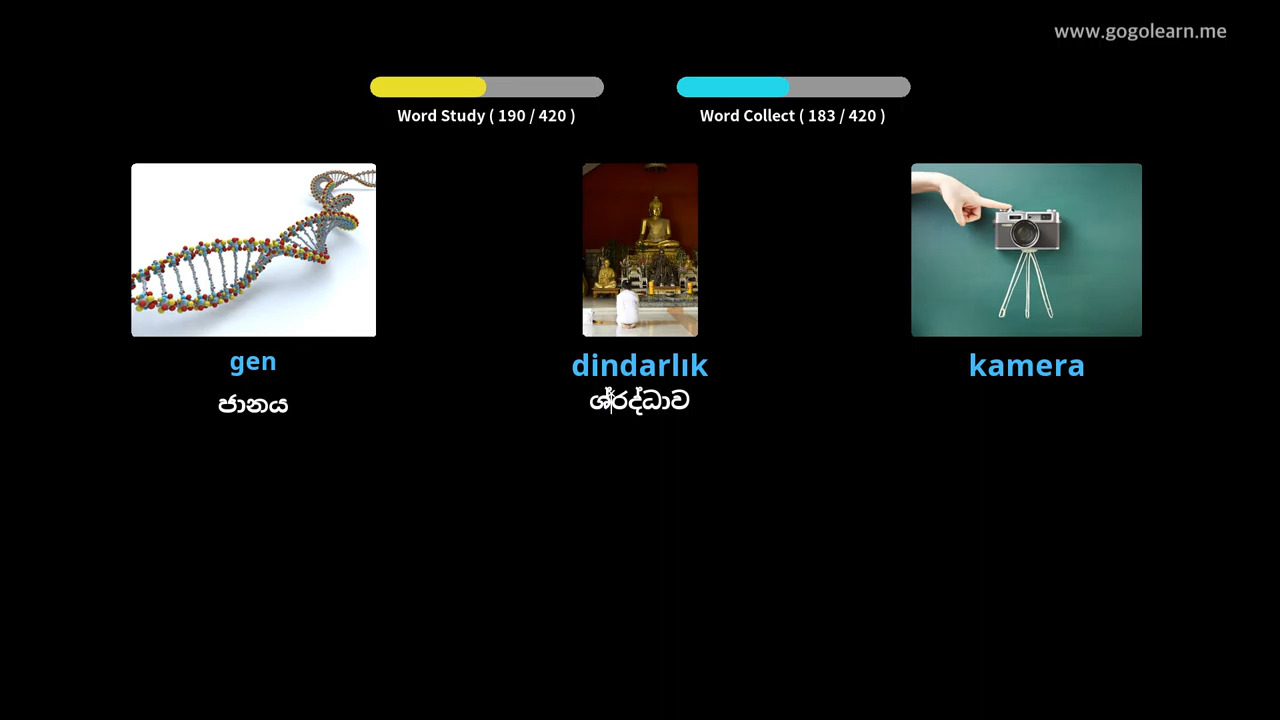 www.gogolearn.me
Word Study ( 190 / 420 )
Word Collect ( 183 / 420 )
gen
dindarlık
kamera
ජානය
ශ්‍රද්ධාව